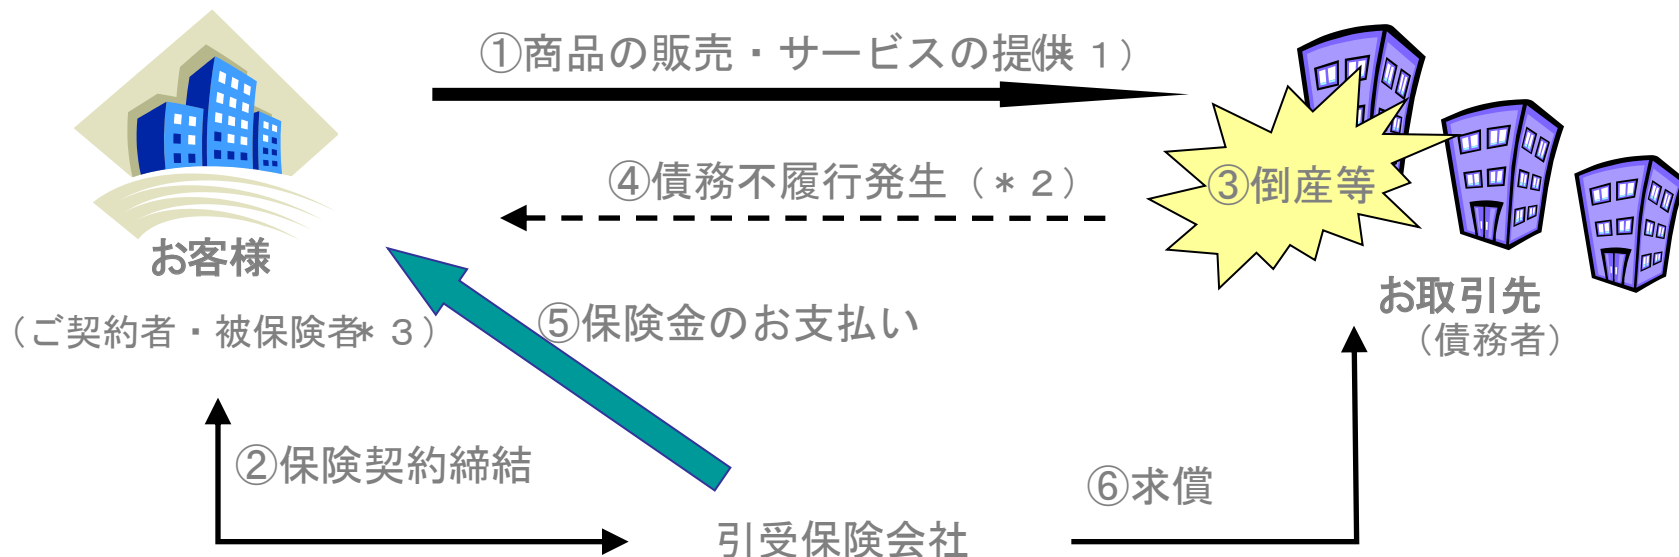 ①商品の販売・サービスの提供(* 1)
④債務不履行発生(* 2)
③倒産等
お客様
(ご契約者・被保険者* 3)
お取引先
(債務者)
⑤保険金のお支払い
②保険契約締結
⑥求償
引受保険会社